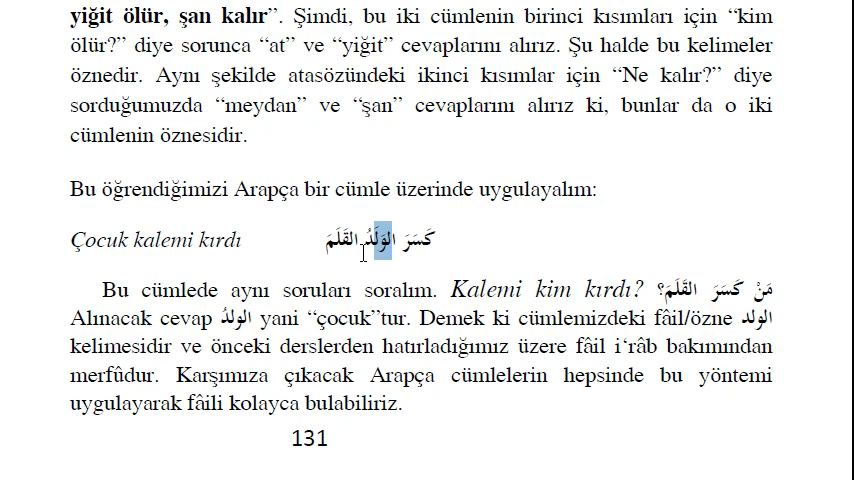 yiğit ölür, şan kalır”. Şimdi, bu iki cümlenin birinci kısımları için “kim
ölür?” diye sorunca “at” ve “yiğit” cevaplarını alırız. Şu halde bu kelimeler
öznedir. Aynı şekilde atasözündeki ikinci kısımlar için “Ne kalır?” diye
sorduğumuzda “meydan” ve “şan” cevaplarını alırız ki, bunlar da o iki
cümlenin öznesidir.
Bu öğrendiğimizi Arapça bir cümle üzerinde uygulayalım:
Çocuk kalemi kırdı كَسَرَ الوَلَدُ القَلَمَ
Bu cümlede aynı soruları soralım. Kalemi kim kırdı? مَنْ كَسَرَ القَلَمَ؟
Alınacak cevap الولدُ yani “çocuk”tur. Demek ki cümlemizdeki fâil/özne الولد
kelimesidir ve önceki derslerden hatırladığımız üzere fâil i‘râb bakımından
merfûdur. Karşımıza çıkacak Arapça cümlelerin hepsinde bu yöntemi
uygulayarak fâili kolayca bulabiliriz.
131